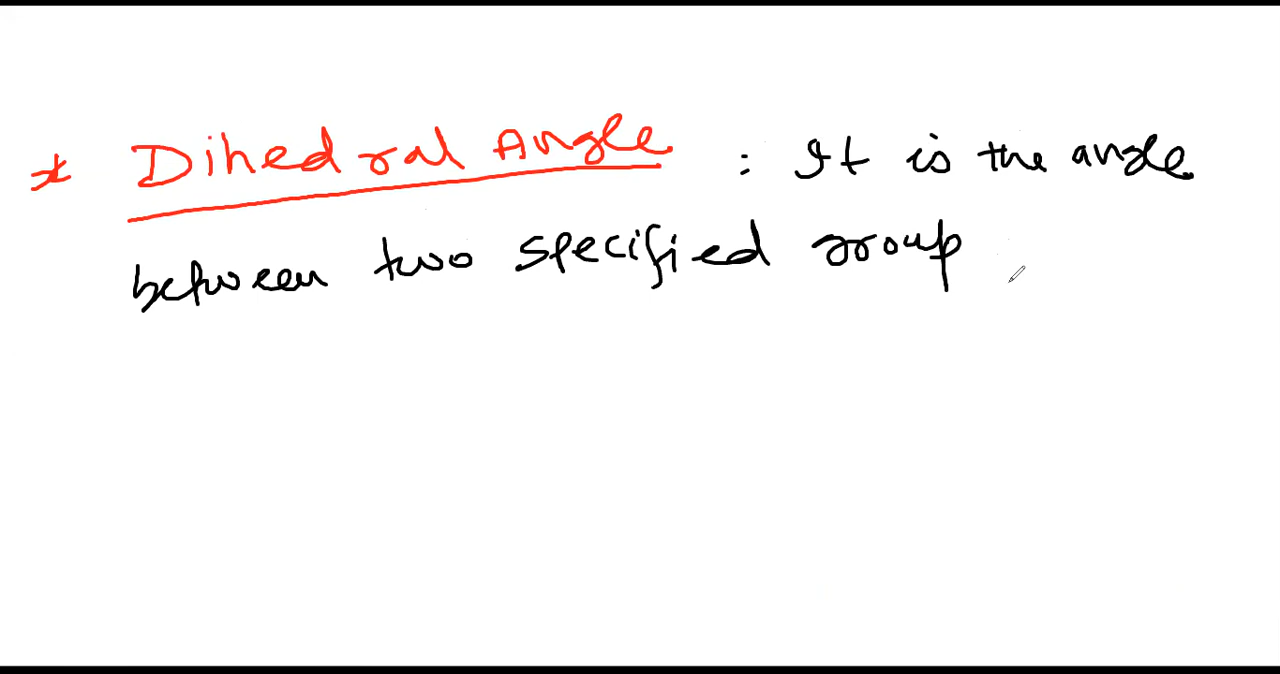 * Dihedral Angle : It is the angle
between two specified group